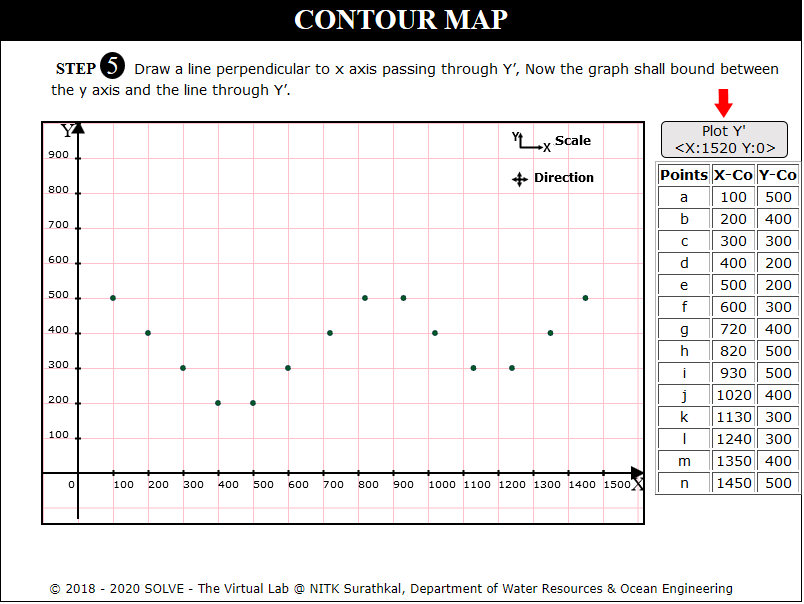 CONTOUR MAP
STEP 5 Draw a line perpendicular to x axis passing through Y’, Now the graph shall bound between
the y axis and the line through Y’.
Plot Y'
<X:1520 Y:0>
Y
Y X Scale
Direction
900
800
700
600
500
400
300
200
100
0 100 200 300 400 500 600 700 800 900 1000 1100 1200 1300 1400 1500 X
Points X-Co Y-Co
a 100 500
b 200 400
c 300 300
d 400 200
e 500 200
f 600 300
g 720 400
h 820 500
i 930 500
j 1020 400
k 1130 300
l 1240 300
m 1350 400
n 1450 500
© 2018 - 2020 SOLVE - The Virtual Lab @ NITK Surathkal, Department of Water Resources & Ocean Engineering